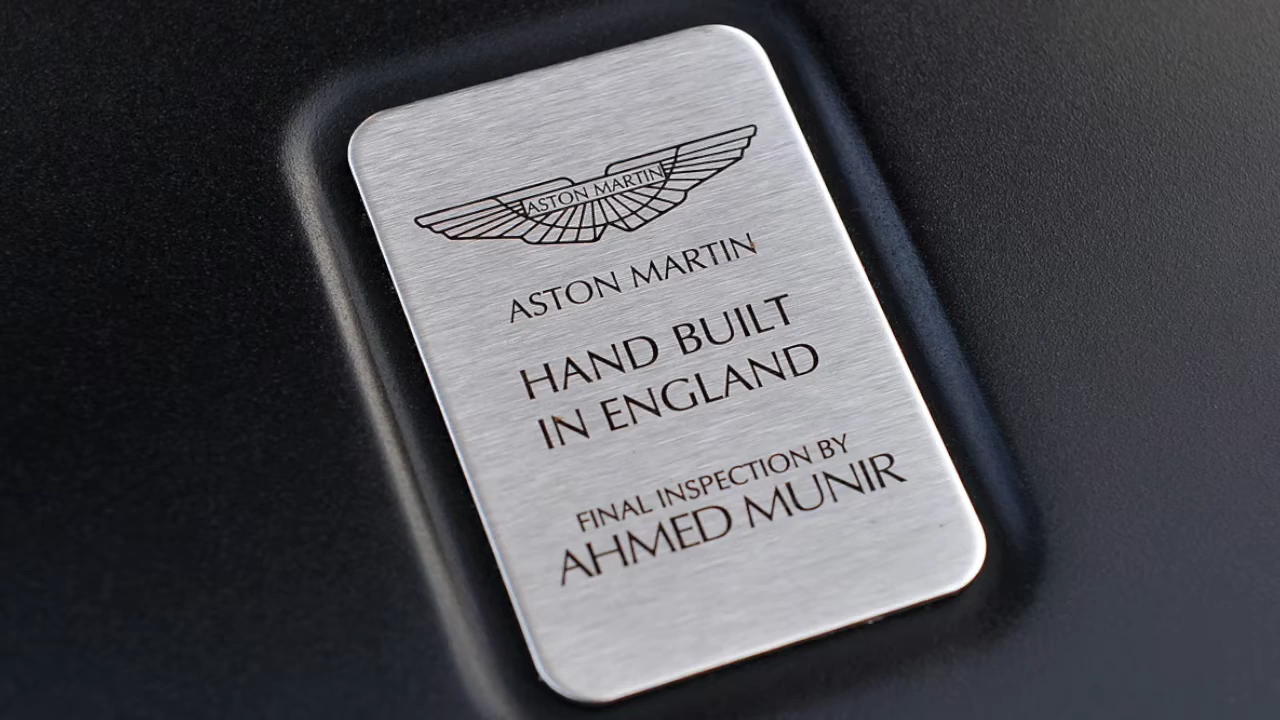 ASTON MARTIN
ASTON MARTIN
HAND BUILT
IN ENGLAND
FINAL INSPECTION BY
AHMED MUNIR